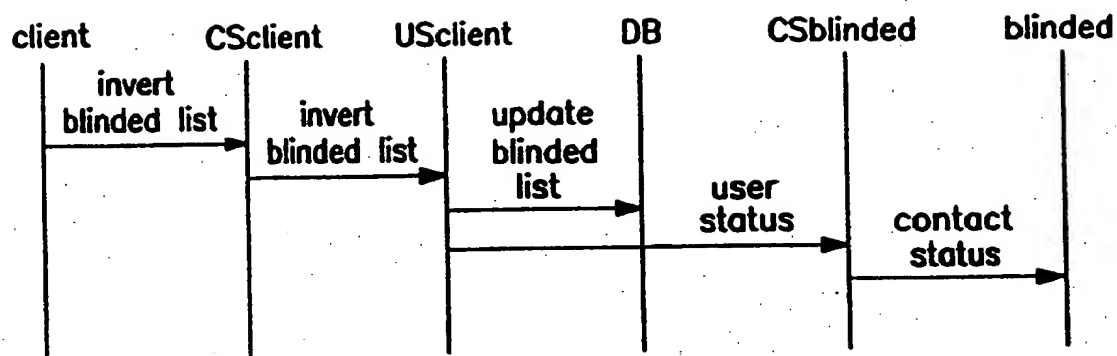 client CSclient USclient DB CSblinded blinded
invert
blinded list
invert
blinded list
update
blinded
list
user
status
contact
status